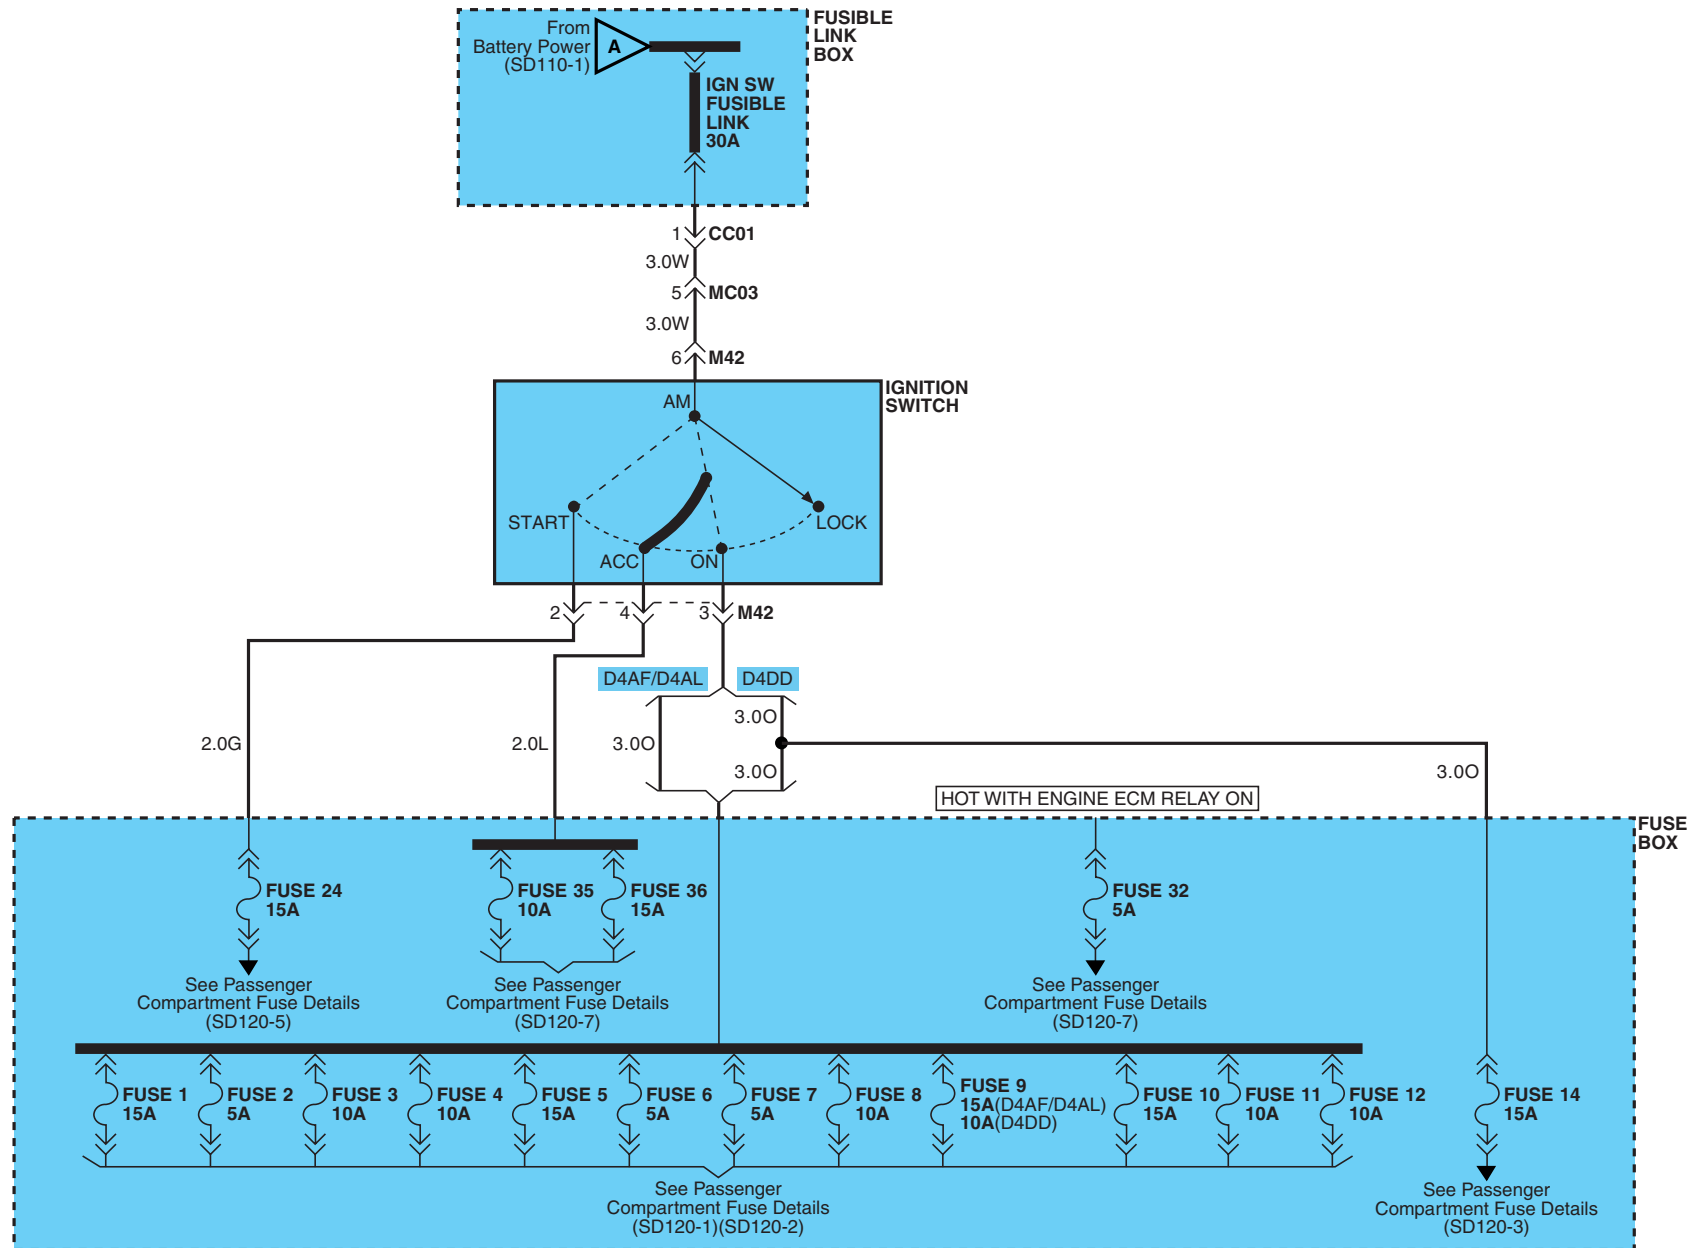 From
Battery Power
(SD110-1)
A
FUSIBLE
LINK
BOX
IGN SW
FUSIBLE
LINK
30A
1 CC01
3.0W
5 MC03
3.0W
6 M42
IGNITION
SWITCH
AM
START
LOCK
ACC
ON
2 4 3 M42
D4AF/D4AL
D4DD
3.0O
2.0G
2.0L
3.0O
3.0O
3.0O
HOT WITH ENGINE ECM RELAY ON
FUSE
BOX
FUSE 24
15A
FUSE 35
10A
FUSE 36
15A
FUSE 32
5A
See Passenger
Compartment Fuse Details
(SD120-5)
See Passenger
Compartment Fuse Details
(SD120-7)
See Passenger
Compartment Fuse Details
(SD120-7)
FUSE 1
15A
FUSE 2
5A
FUSE 3
10A
FUSE 4
10A
FUSE 5
15A
FUSE 6
5A
FUSE 7
5A
FUSE 8
10A
FUSE 9
15A(D4AF/D4AL)
10A(D4DD)
FUSE 10
15A
FUSE 11
10A
FUSE 12
10A
FUSE 14
15A
See Passenger
Compartment Fuse Details
(SD120-1)(SD120-2)
See Passenger
Compartment Fuse Details
(SD120-3)